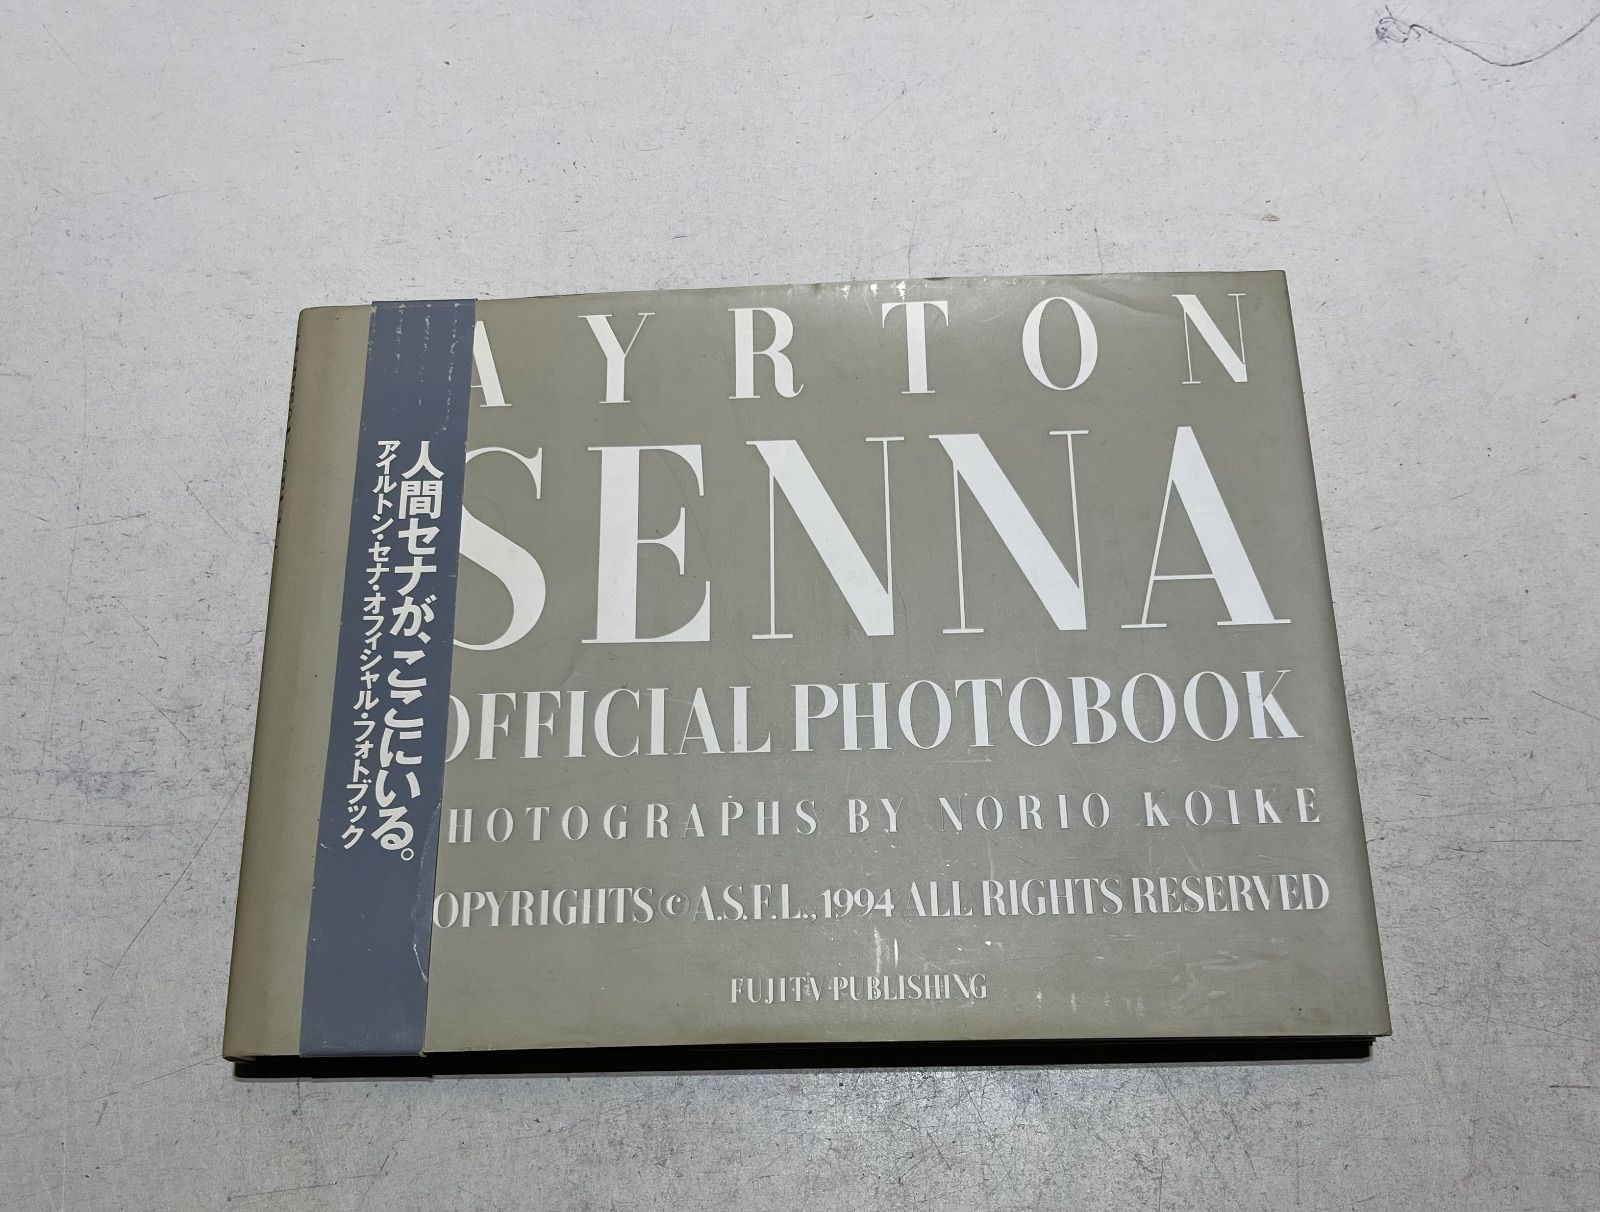 人間セナが、ここにいる。
アイルトン・セナ・オフィシャル・フォトブック
AYRTON
SENNA
OFFICIAL PHOTOBOOK
HOTOGRAPHS BY NORIO KOIKE
OPYRIGHTS © A.S.F.L., 1994 ALL RIGHTS RESERVED
FUJITV PUBLISHING